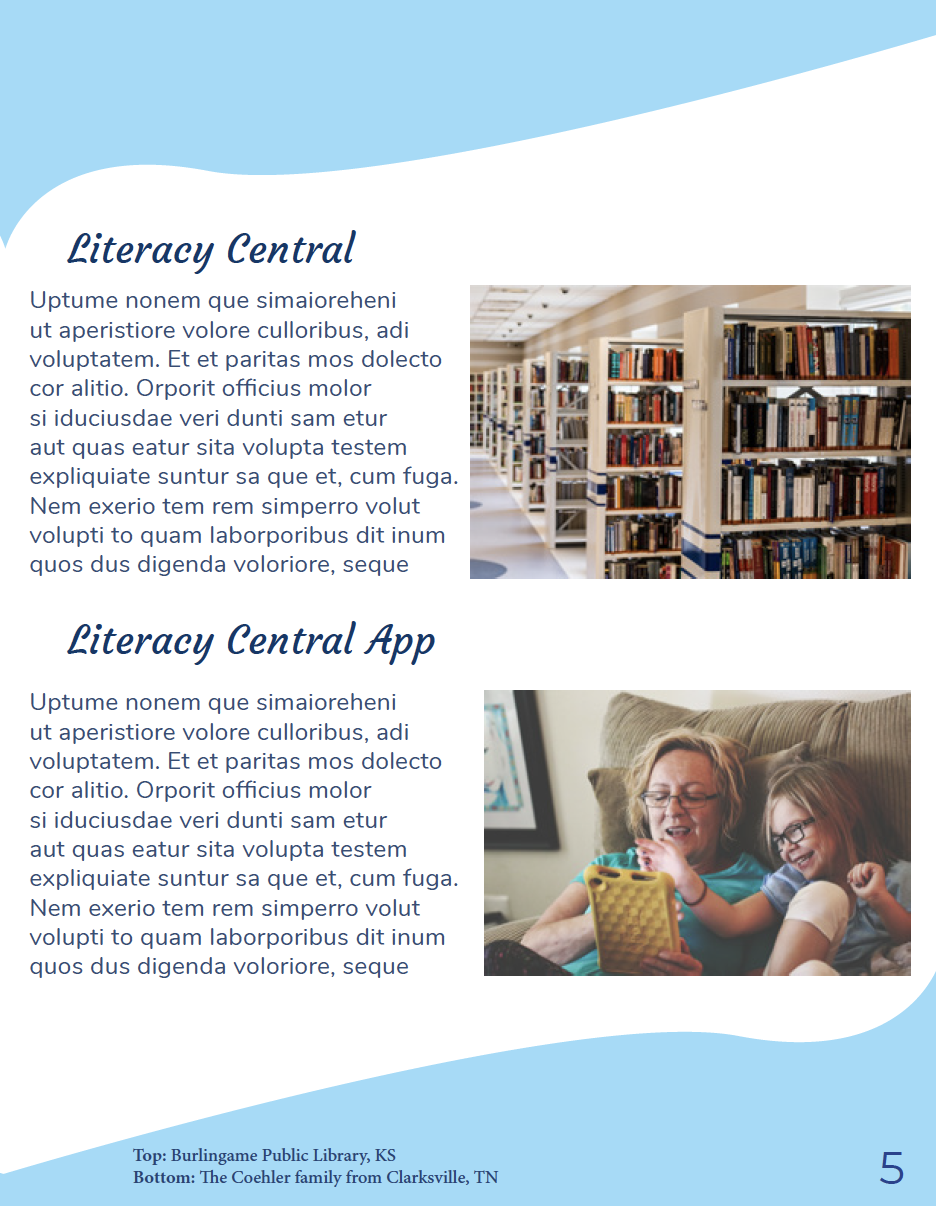 Literacy Central
Uptume nonem que simaioreheni
ut aperistiore volore culloribus, adi
voluptatem. Et et paritas mos dolecto
cor alitio. Orporit officius molor
si iduciusdae veri dunti sam etur
aut quas eatur sita volupta testem
expliquiate suntur sa que et, cum fuga.
Nem exerio tem rem simperro volut
volupti to quam laborporibus dit inum
quos dus digenda voloriore, seque
Literacy Central App
Uptume nonem que simaioreheni
ut aperistiore volore culloribus, adi
voluptatem. Et et paritas mos dolecto
cor alitio. Orporit officius molor
si iduciusdae veri dunti sam etur
aut quas eatur sita volupta testem
expliquiate suntur sa que et, cum fuga.
Nem exerio tem rem simperro volut
volupti to quam laborporibus dit inum
quos dus digenda voloriore, seque
Top: Burlingame Public Library, KS
Bottom: The Coehler family from Clarksville, TN
5